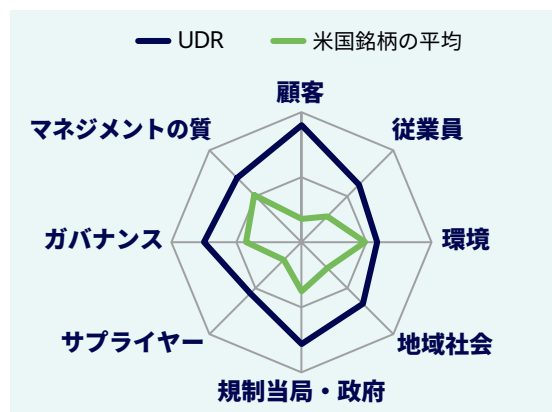 UDR
米国銘柄の平均
顧客
マネジメントの質
従業員
ガバナンス
環境
サプライヤー
地域社会
規制当局・政府